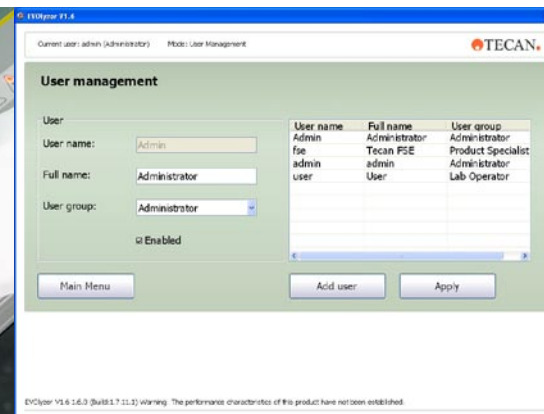 EVOlyzer V1.6
Current user: admin (Administrator) Mode: User Management
TECAN.
User management
User
User name: Admin
Full name: Administrator
User group: Administrator
Enabled
User name Full name User group
Admin Administrator Administrator
fse Tecan FSE Product Specialist
admin admin Administrator
user User Lab Operator
Main Menu Add user Apply
EVOlyzer V1.6 1.6.0 (Build:1.7.11.1) Warning: The performance characteristics of this product have not been established.